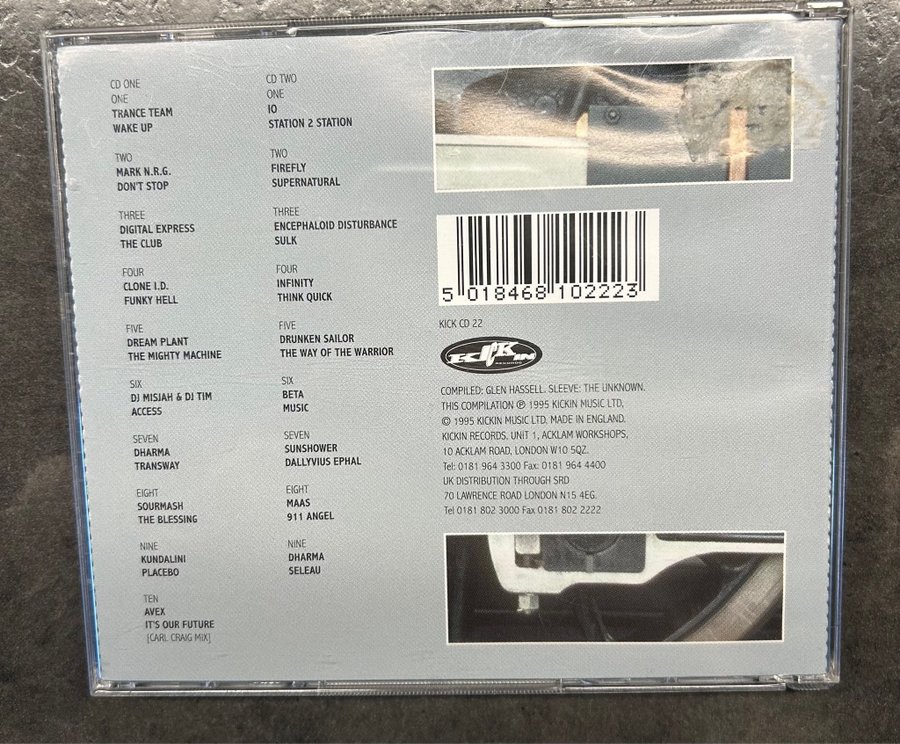 CD ONE
ONE
TRANCE TEAM
WAKE UP
TWO
MARK N.R.G.
DON'T STOP
THREE
DIGITAL EXPRESS
THE CLUB
FOUR
CLONE I.D.
FUNKY HELL
FIVE
DREAM PLANT
THE MIGHTY MACHINE
SIX
DJ MISJAH & DJ TIM
ACCESS
SEVEN
DHARMA
TRANSWAY
EIGHT
SOURMASH
THE BLESSING
NINE
KUNDALINI
PLACEBO
TEN
AVEX
IT'S OUR FUTURE
[CARL CRAIG MIX]
CD TWO
ONE
IO
STATION 2 STATION
TWO
FIREFLY
SUPERNATURAL
THREE
ENCEPHALOID DISTURBANCE
SULK
FOUR
INFINITY
THINK QUICK
FIVE
DRUNKEN SAILOR
THE WAY OF THE WARRIOR
SIX
BETA
MUSIC
SEVEN
SUNSHOWER
DALLYVIUS EPHAL
EIGHT
MAAS
911 ANGEL
NINE
DHARMA
SELEAU
5 018468 102223
KICK CD 22
KICKIN
RECORDS
COMPILED: GLEN HASSELL. SLEEVE: THE UNKNOWN.
THIS COMPILATION ℗ 1995 KICKIN MUSIC LTD,
© 1995 KICKIN MUSIC LTD. MADE IN ENGLAND.
KICKIN RECORDS. UNIT 1, ACKLAM WORKSHOPS,
10 ACKLAM ROAD, LONDON W10 5QZ.
Tel: 0181 964 3300 Fax: 0181 964 4400
UK DISTRIBUTION THROUGH SRD
70 LAWRENCE ROAD LONDON N15 4EG.
Tel 0181 802 3000 Fax 0181 802 2222